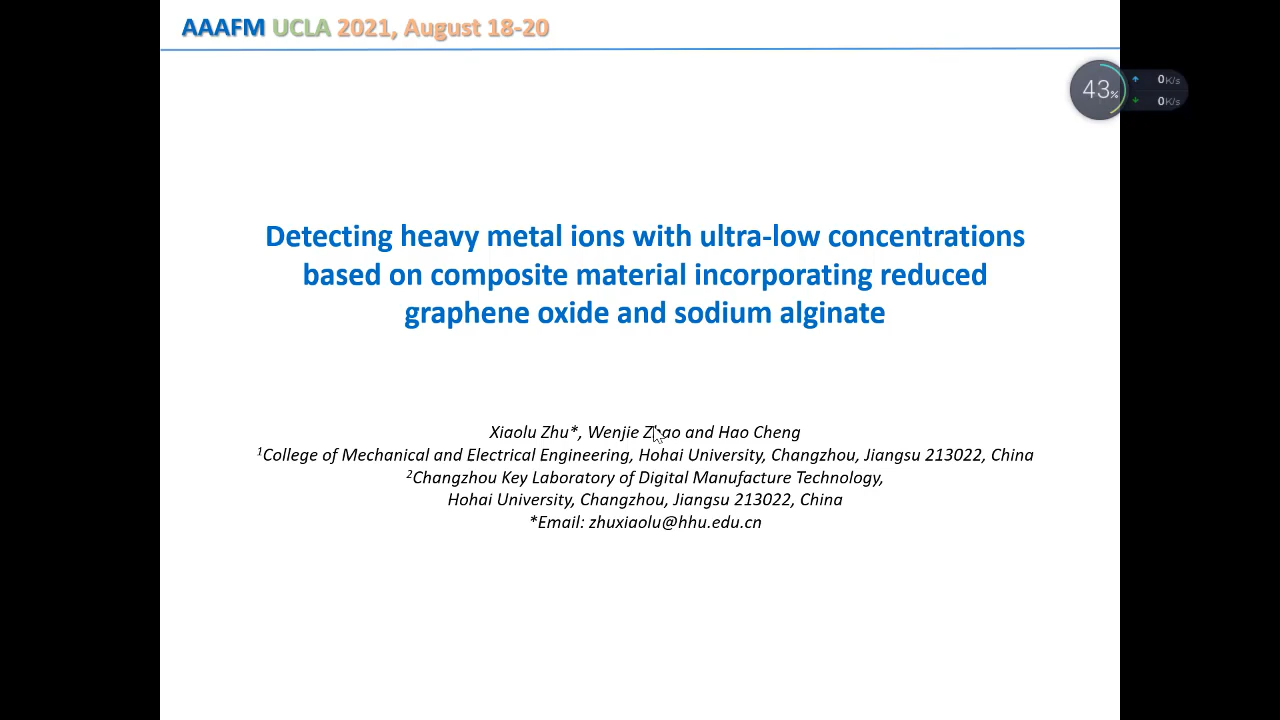 AAAFM UCLA 2021, August 18-20
43%
0K/s
0K/s
Detecting heavy metal ions with ultra-low concentrations
based on composite material incorporating reduced
graphene oxide and sodium alginate
Xiaolu Zhu*, Wenjie Zhao and Hao Cheng
¹College of Mechanical and Electrical Engineering, Hohai University, Changzhou, Jiangsu 213022, China
²Changzhou Key Laboratory of Digital Manufacture Technology,
Hohai University, Changzhou, Jiangsu 213022, China
*Email: zhuxiaolu@hhu.edu.cn